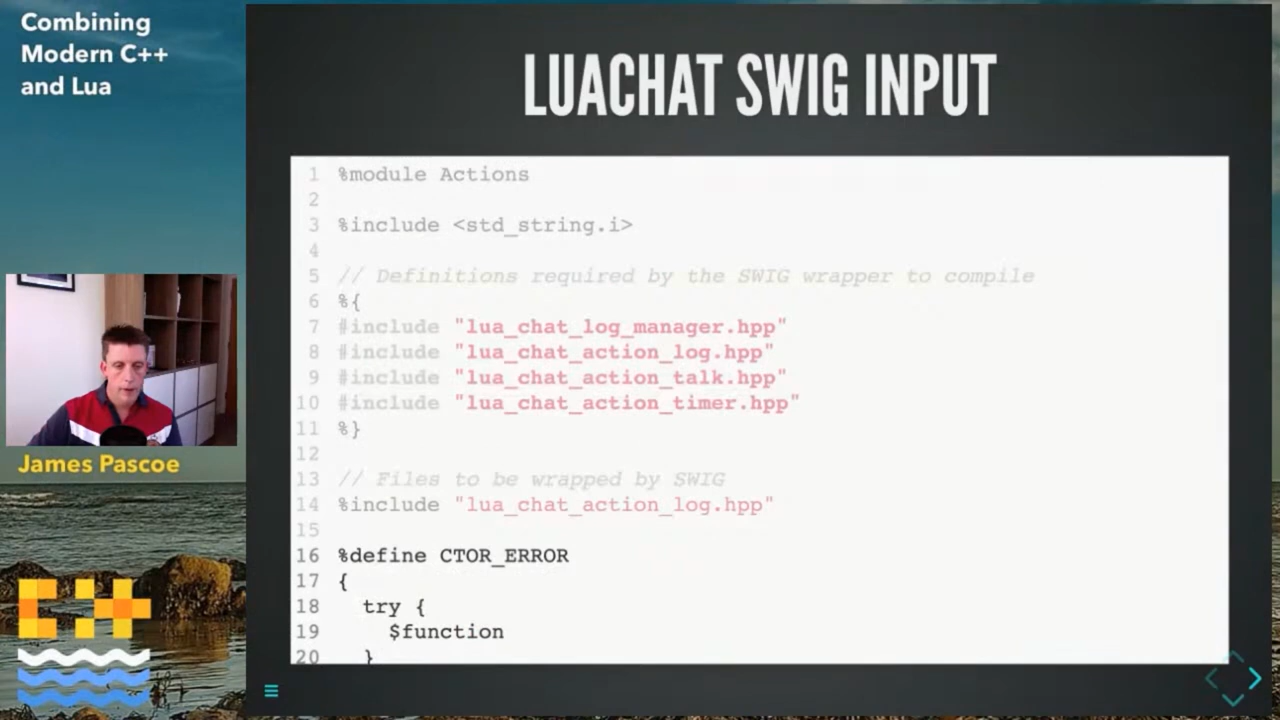 Combining
Modern C++
and Lua
James Pascoe
LUACHAT SWIG INPUT
1 %module Actions
2
3 %include <std_string.i>
4
5 // Definitions required by the SWIG wrapper to compile
6 %{
7 #include "lua_chat_log_manager.hpp"
8 #include "lua_chat_action_log.hpp"
9 #include "lua_chat_action_talk.hpp"
10 #include "lua_chat_action_timer.hpp"
11 %}
12
13 // Files to be wrapped by SWIG
14 %include "lua_chat_action_log.hpp"
15
16 %define CTOR_ERROR
17 {
18 try {
19 $function
20 }